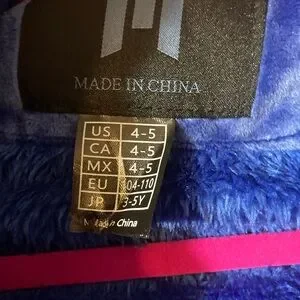 MADE IN CHINA
US 4-5
CA 4-5
MX 4-5
EU 104-110
JP 3-5Y
Made in China